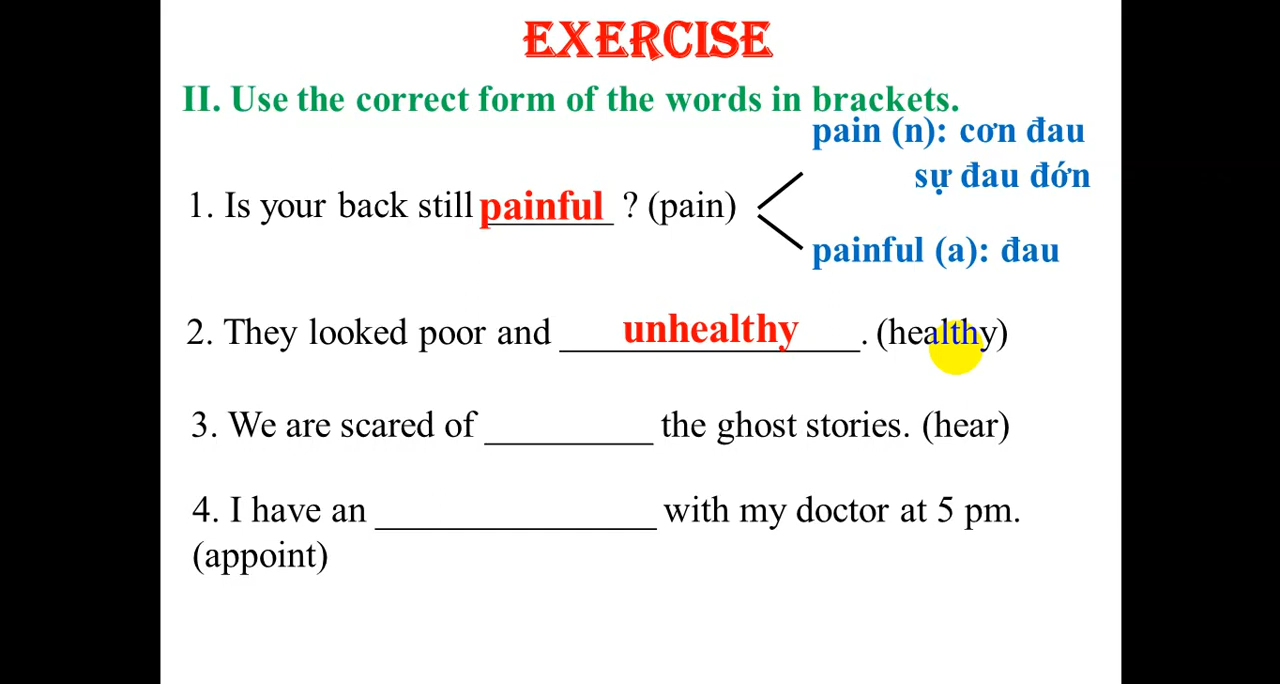 EXERCISE
II. Use the correct form of the words in brackets.
pain (n): cơn đau
sự đau đớn
1. Is your back still painful ? (pain)
painful (a): đau
2. They looked poor and unhealthy. (healthy)
3. We are scared of __________ the ghost stories. (hear)
4. I have an ________________ with my doctor at 5 pm.
(appoint)